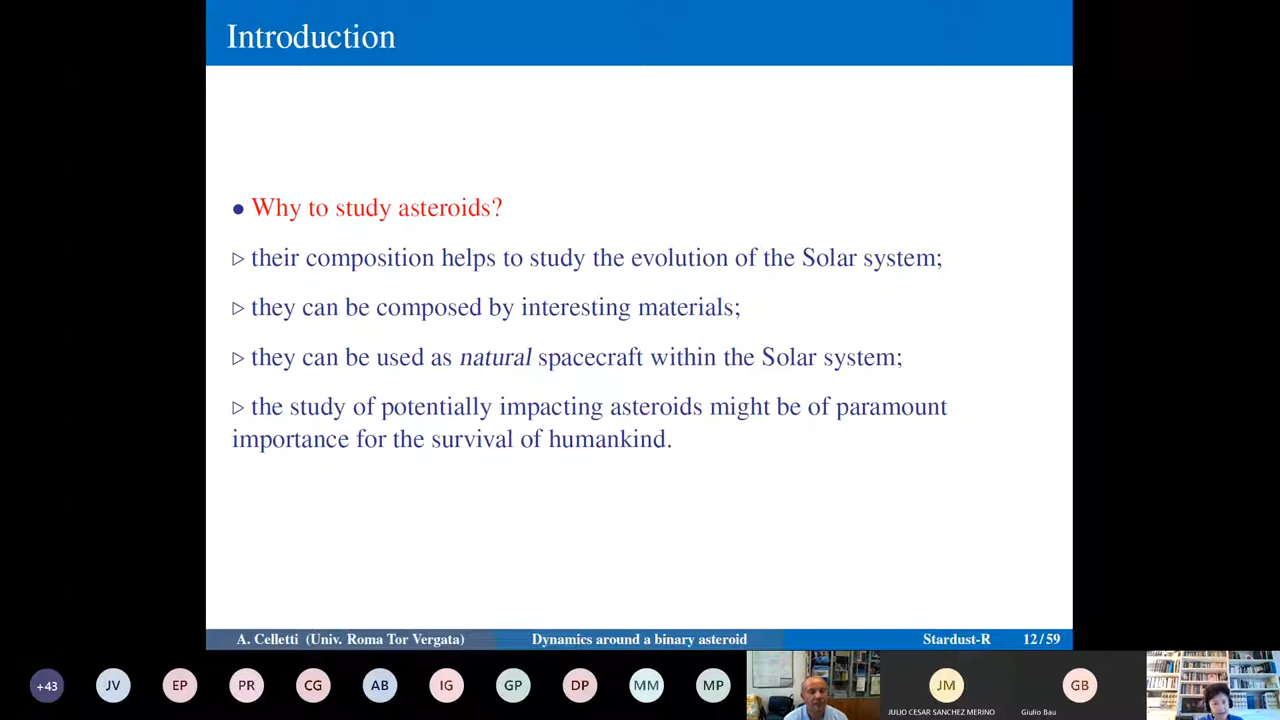 Introduction
• Why to study asteroids?
▷ their composition helps to study the evolution of the Solar system;
▷ they can be composed by interesting materials;
▷ they can be used as natural spacecraft within the Solar system;
▷ the study of potentially impacting asteroids might be of paramount
importance for the survival of humankind.
A. Celletti (Univ. Roma Tor Vergata) Dynamics around a binary asteroid Stardust-R 12 / 59
+43 JV EP PR CG AB IG GP DP MM MP JM GB
JULIO CESAR SANCHEZ MERINO Giulio Bau